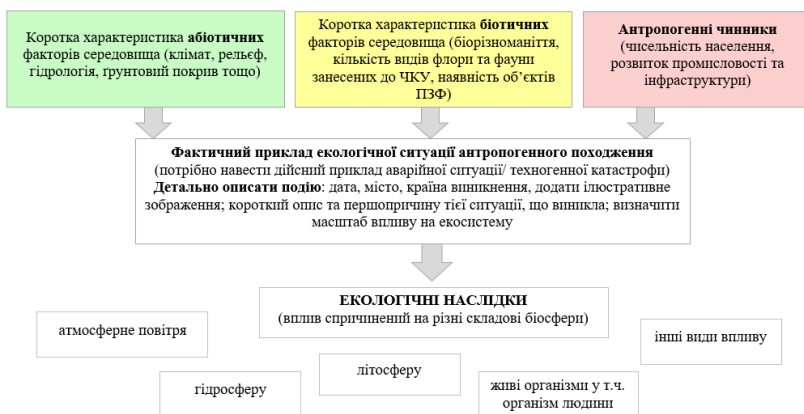 Коротка характеристика абіотичних
факторів середовища (клімат, рельєф,
гідрологія, ґрунтовий покрив тощо)
Коротка характеристика біотичних
факторів середовища (біорізноманіття,
кількість видів флори та фауни
занесених до ЧКУ, наявність об’єктів
ПЗФ)
Антропогенні чинники
(чисельність населення,
розвиток промисловості та
інфраструктури)
Фактичний приклад екологічної ситуації антропогенного походження
(потрібно навести дійсний приклад аварійної ситуації/ техногенної катастрофи)
Детально описати подію: дата, місто, країна виникнення, додати ілюстративне
зображення; короткий опис та першопричину тієї ситуації, що виникла; визначити
масштаб впливу на екосистему
ЕКОЛОГІЧНІ НАСЛІДКИ
(вплив спричинений на різні складові біосфери)
атмосферне повітря
гідросферу
літосферу
живі організми у т.ч.
організм людини
інші види впливу